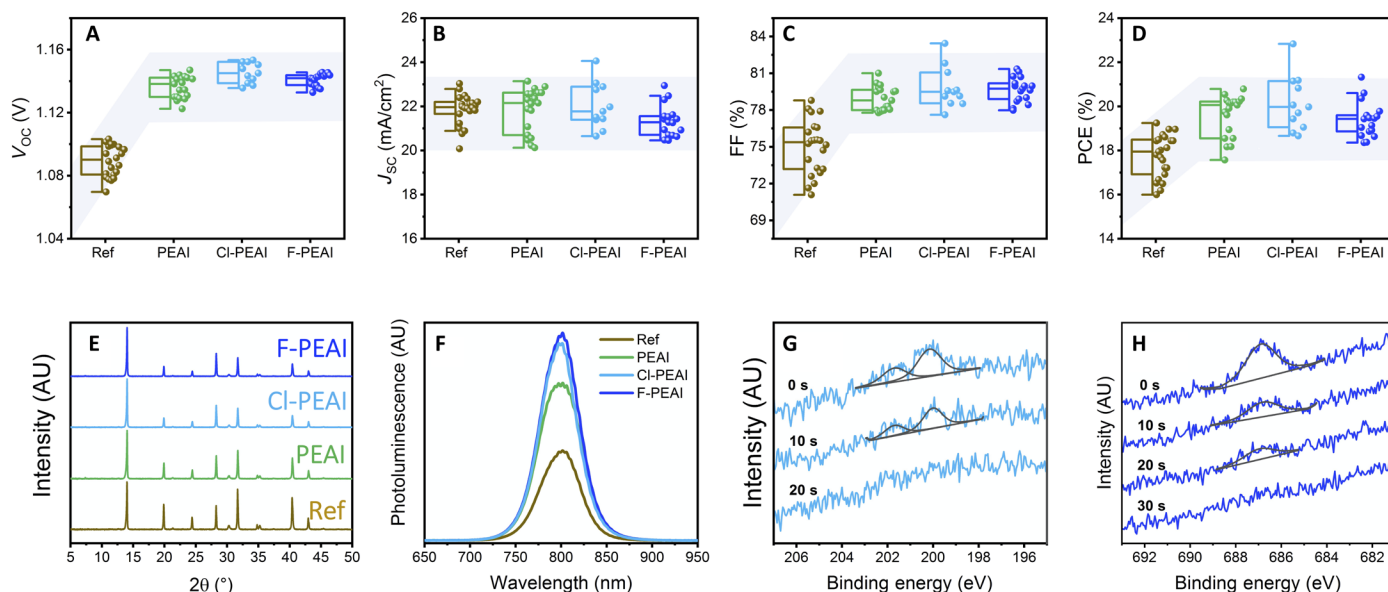 A
V_OC (V)
1.16
1.12
1.08
1.04
Ref PEAI Cl-PEAI F-PEAI
B
J_SC (mA/cm²)
26
24
22
20
18
16
Ref PEAI Cl-PEAI F-PEAI
C
FF (%)
84
81
78
75
72
69
Ref PEAI Cl-PEAI F-PEAI
D
PCE (%)
24
22
20
18
16
14
Ref PEAI Cl-PEAI F-PEAI
E
Intensity (AU)
F-PEAI
Cl-PEAI
PEAI
Ref
5 10 15 20 25 30 35 40 45 50
2θ (°)
F
Photoluminescence (AU)
Ref
PEAI
Cl-PEAI
F-PEAI
650 700 750 800 850 900 950
Wavelength (nm)
G
Intensity (AU)
0 s
10 s
20 s
206 204 202 200 198 196
Binding energy (eV)
H
Intensity (AU)
0 s
10 s
20 s
30 s
692 690 688 686 684 682
Binding energy (eV)